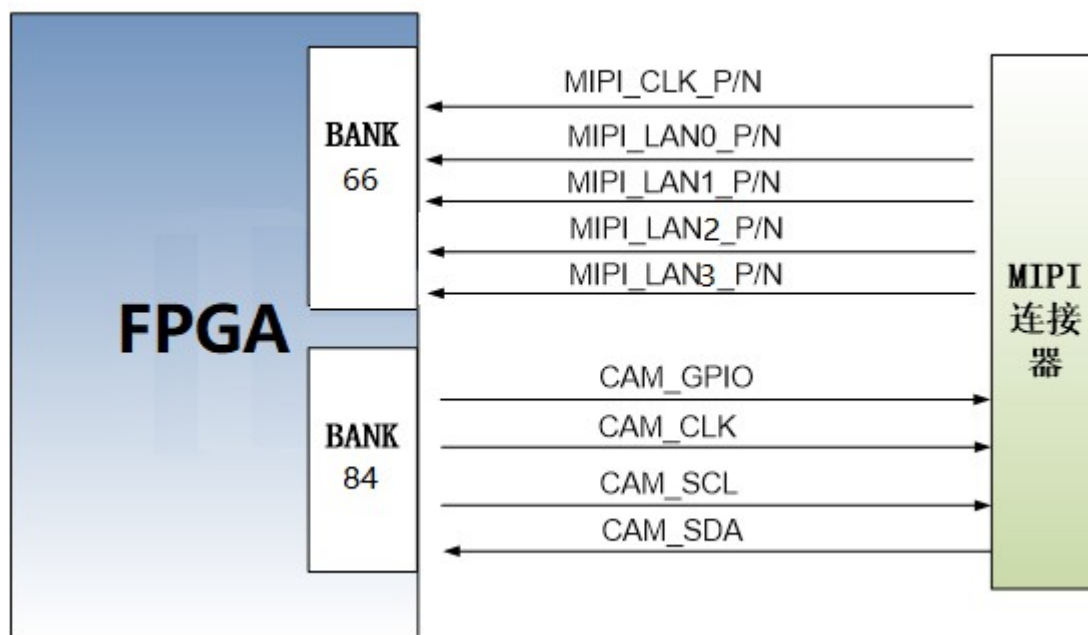 MIPI_CLK_P/N
BANK
66
MIPI_LAN0_P/N
MIPI_LAN1_P/N
MIPI_LAN2_P/N
MIPI_LAN3_P/N
FPGA
MIPI
连接
器
BANK
84
CAM_GPIO
CAM_CLK
CAM_SCL
CAM_SDA